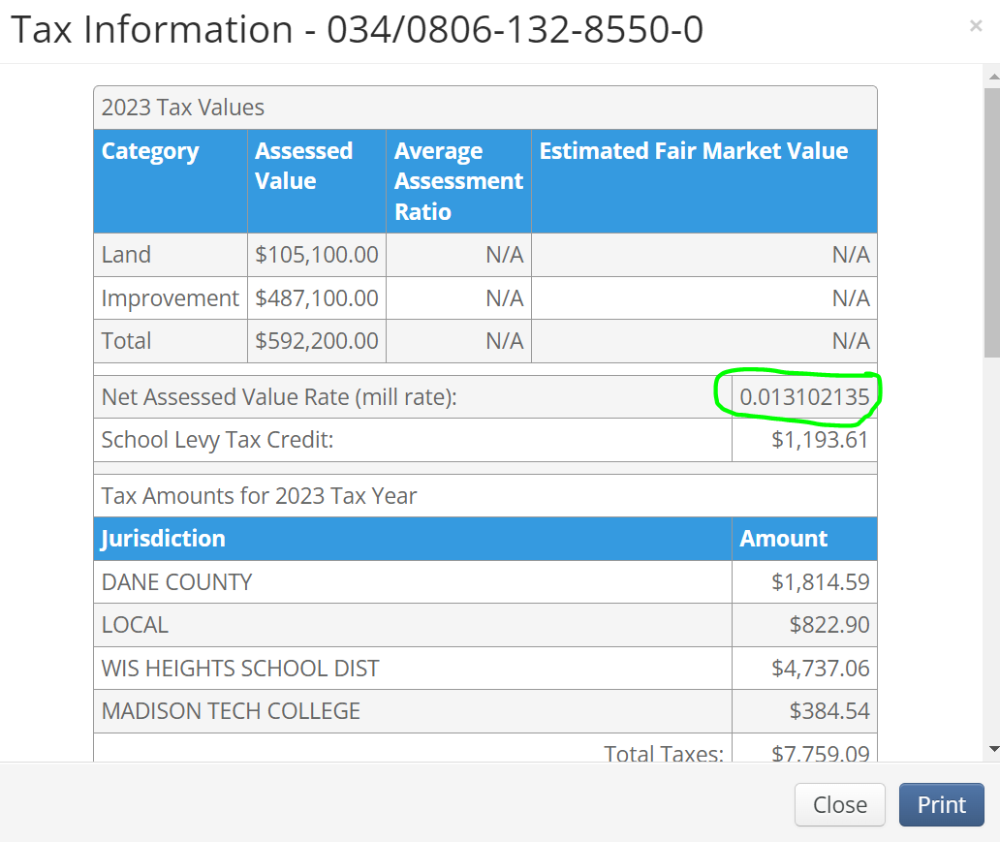 Tax Information - 034/0806-132-8550-0
×
2023 Tax Values
Category Assessed Value Average Assessment Ratio Estimated Fair Market Value
Land $105,100.00 N/A N/A
Improvement $487,100.00 N/A N/A
Total $592,200.00 N/A N/A
Net Assessed Value Rate (mill rate): 0.013102135
School Levy Tax Credit: $1,193.61
Tax Amounts for 2023 Tax Year
Jurisdiction Amount
DANE COUNTY $1,814.59
LOCAL $822.90
WIS HEIGHTS SCHOOL DIST $4,737.06
MADISON TECH COLLEGE $384.54
Total Taxes: $7,759.09
Close Print